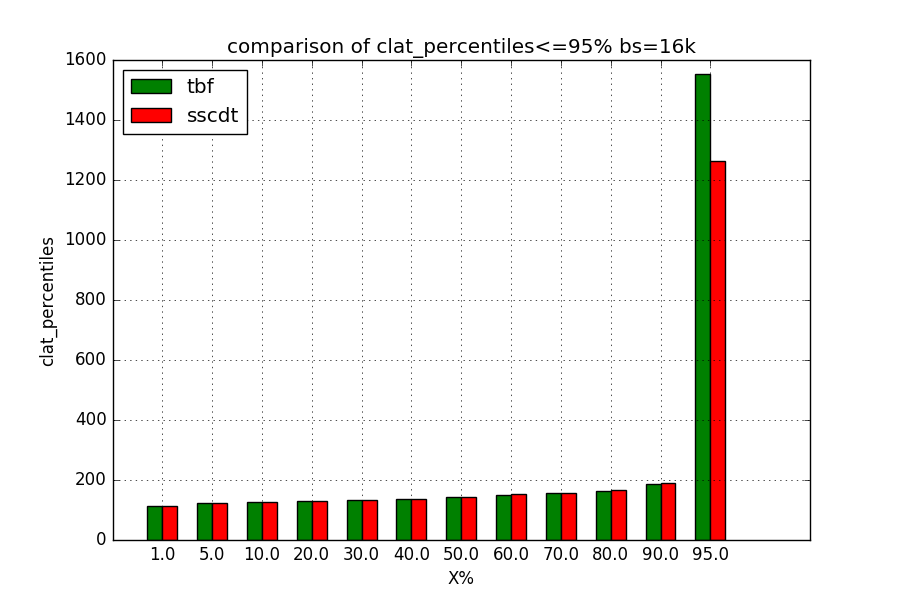 comparison of clat_percentiles<=95% bs=16k
tbf
sscdt
1600
1400
1200
1000
800
600
400
200
0
clat_percentiles
1.0 5.0 10.0 20.0 30.0 40.0 50.0 60.0 70.0 80.0 90.0 95.0
X%